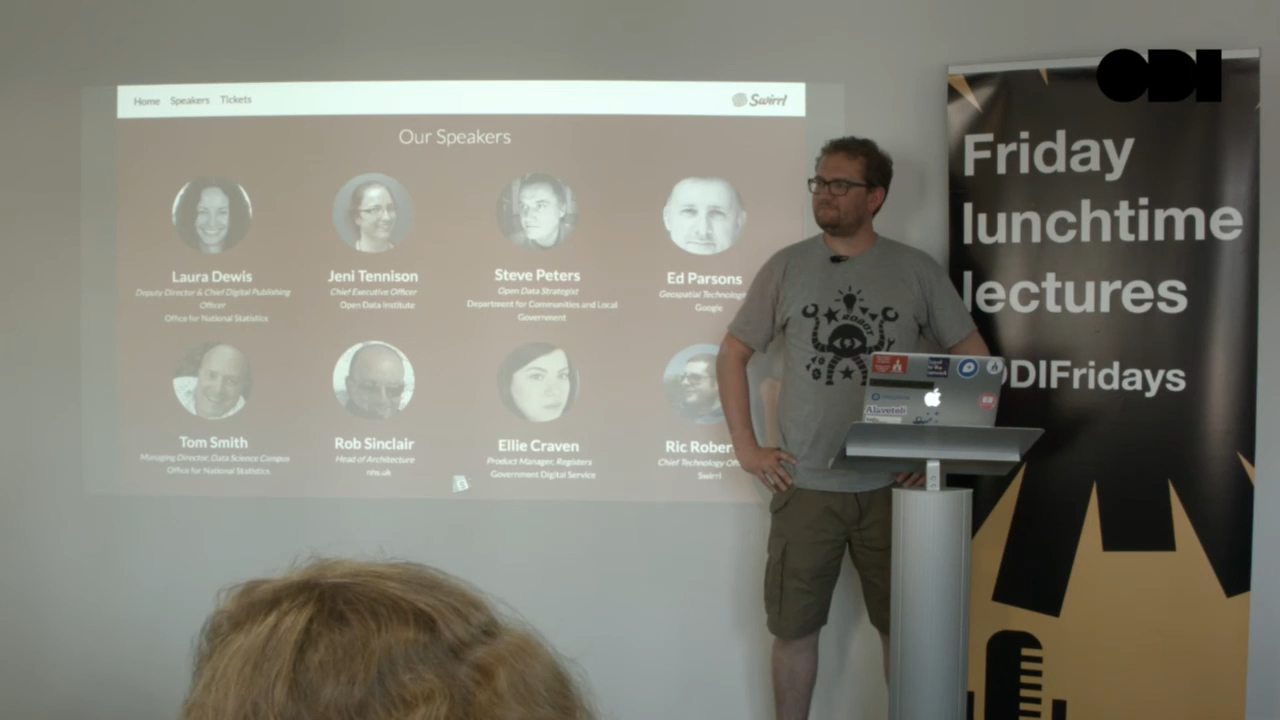 Home Speakers Tickets
Swirrl
Our Speakers
Laura Dewis
Deputy Director & Chief Digital Publishing
Officer
Office for National Statistics
Jeni Tennison
Chief Executive Officer
Open Data Institute
Steve Peters
Open Data Strategist
Department for Communities and Local
Government
Ed Parsons
Geospatial Technolog
Google
Tom Smith
Managing Director, Data Science Campus
Office for National Statistics
Rob Sinclair
Head of Architecture
nhs.uk
Ellie Craven
Product Manager, Registers
Government Digital Service
Ric Rober
Chief Technology Of
Swirrl
ROBOT
Alaveteli
ODI
Friday
lunchtime
lectures
DIFridays